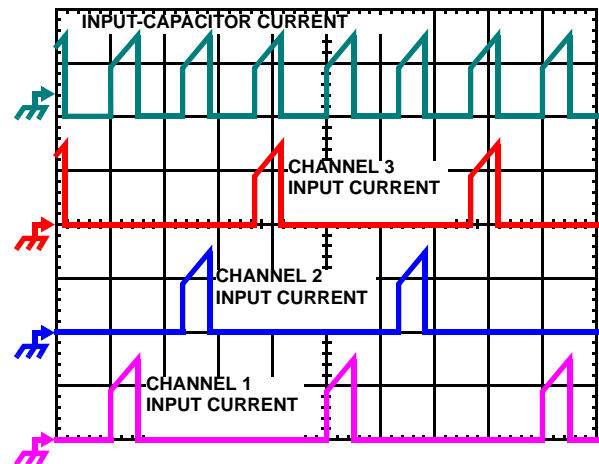 INPUT-CAPACITOR CURRENT
CHANNEL 3
INPUT CURRENT
CHANNEL 2
INPUT CURRENT
CHANNEL 1
INPUT CURRENT